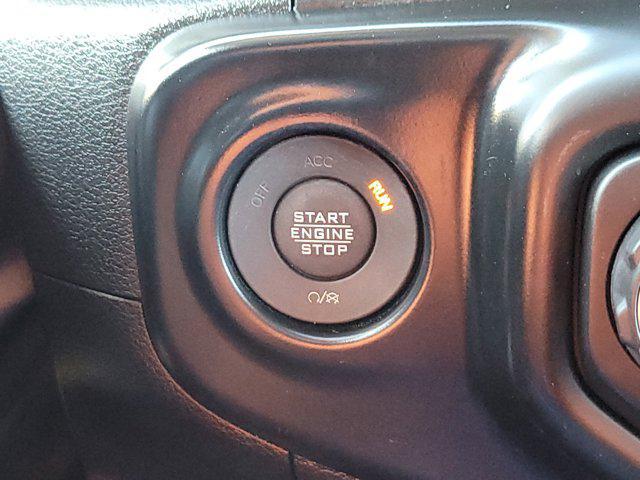 ACC
OFF
RUN
START
ENGINE
STOP